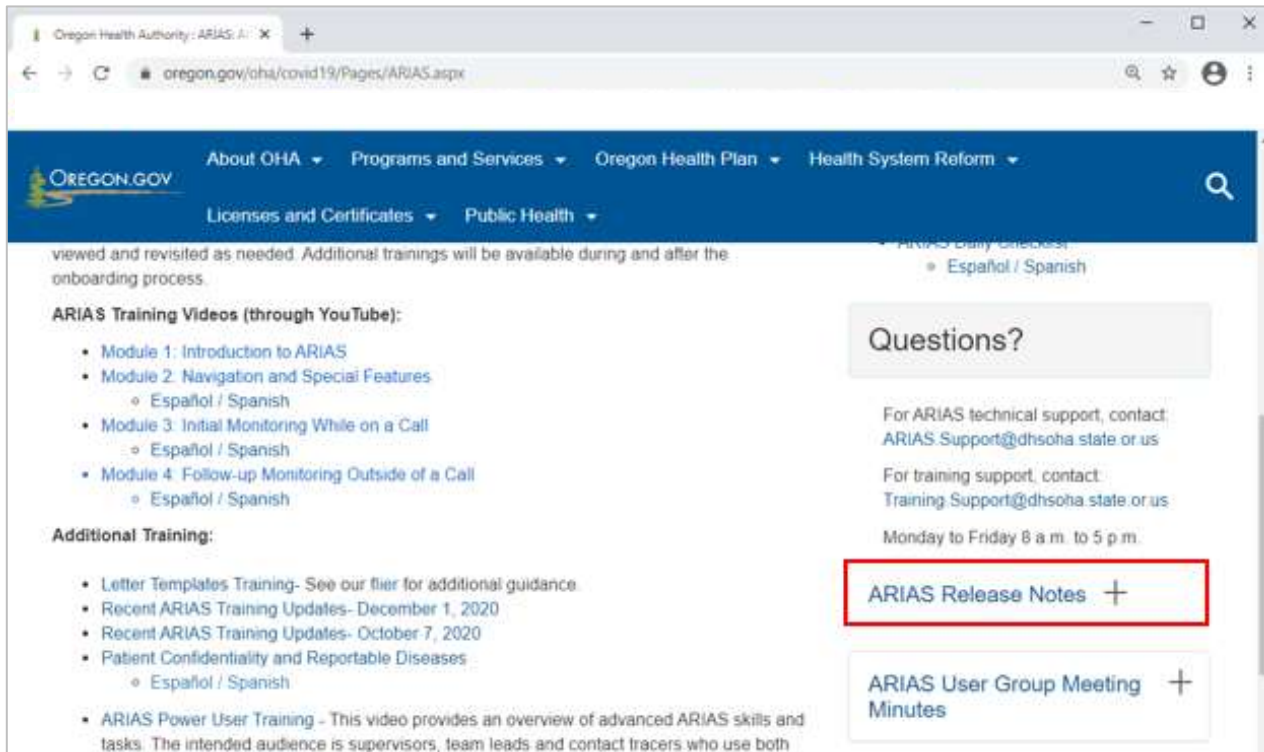 Oregon Health Authority : ARIAS: A
oregon.gov/oha/covid19/Pages/ARIAS.aspx
OREGON.GOV
About OHA
Programs and Services
Oregon Health Plan
Health System Reform
Licenses and Certificates
Public Health
viewed and revisited as needed. Additional trainings will be available during and after the
onboarding process.
ARIAS Training Videos (through YouTube):
Module 1: Introduction to ARIAS
Module 2: Navigation and Special Features
Español / Spanish
Module 3: Initial Monitoring While on a Call
Español / Spanish
Module 4: Follow-up Monitoring Outside of a Call
Español / Spanish
Additional Training:
Letter Templates Training- See our flier for additional guidance.
Recent ARIAS Training Updates- December 1, 2020
Recent ARIAS Training Updates- October 7, 2020
Patient Confidentiality and Reportable Diseases
Español / Spanish
ARIAS Power User Training - This video provides an overview of advanced ARIAS skills and
tasks. The intended audience is supervisors, team leads and contact tracers who use both
ARIAS Daily Checklist
Español / Spanish
Questions?
For ARIAS technical support, contact:
ARIAS.Support@dhsoha.state.or.us
For training support, contact:
Training.Support@dhsoha.state.or.us
Monday to Friday 8 a.m. to 5 p.m.
ARIAS Release Notes
ARIAS User Group Meeting
Minutes